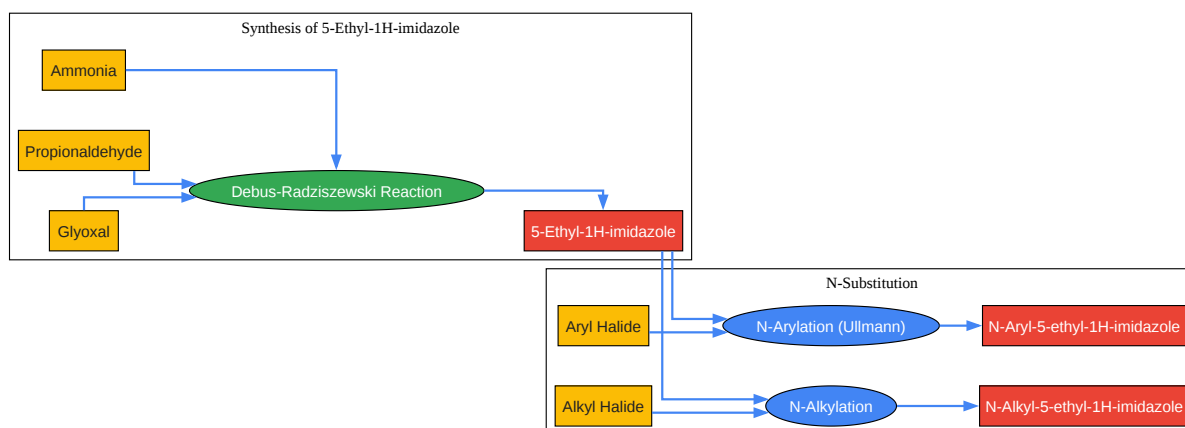 Synthesis of 5-Ethyl-1H-imidazole
Ammonia
Propionaldehyde
Debus-Radziszewski Reaction
Glyoxal
5-Ethyl-1H-imidazole
N-Substitution
Aryl Halide
N-Arylation (Ullmann)
N-Aryl-5-ethyl-1H-imidazole
Alkyl Halide
N-Alkylation
N-Alkyl-5-ethyl-1H-imidazole